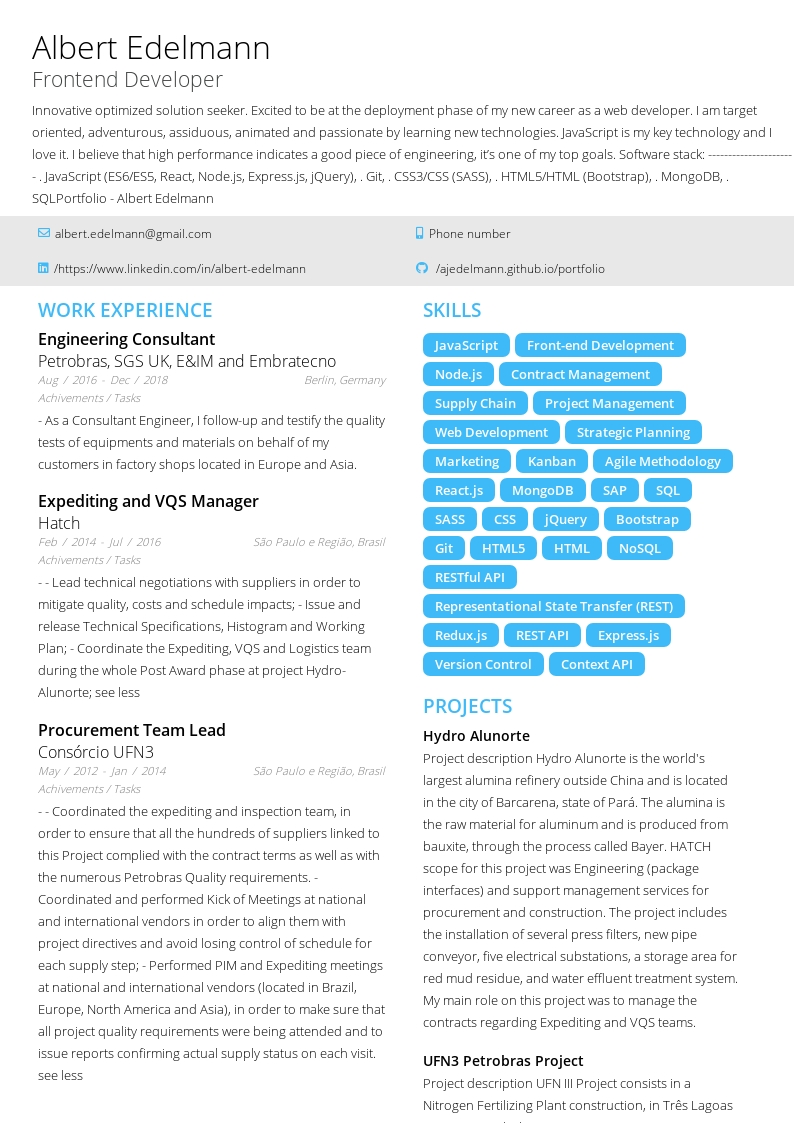 Albert Edelmann
Frontend Developer
Innovative optimized solution seeker. Excited to be at the deployment phase of my new career as a web developer. I am target
oriented, adventurous, assiduous, animated and passionate by learning new technologies. JavaScript is my key technology and I
love it. I believe that high performance indicates a good piece of engineering, it’s one of my top goals. Software stack: ---------------------
- . JavaScript (ES6/ES5, React, Node.js, Express.js, jQuery), . Git, . CSS3/CSS (SASS), . HTML5/HTML (Bootstrap), . MongoDB, .
SQLPortfolio - Albert Edelmann
albert.edelmann@gmail.com
Phone number
/https://www.linkedin.com/in/albert-edelmann
/ajedelmann.github.io/portfolio
WORK EXPERIENCE
Engineering Consultant
Petrobras, SGS UK, E&IM and Embratecno
Aug / 2016 - Dec / 2018 Berlin, Germany
Achivements / Tasks
- As a Consultant Engineer, I follow-up and testify the quality
tests of equipments and materials on behalf of my
customers in factory shops located in Europe and Asia.
Expediting and VQS Manager
Hatch
Feb / 2014 - Jul / 2016 São Paulo e Região, Brasil
Achivements / Tasks
- - Lead technical negotiations with suppliers in order to
mitigate quality, costs and schedule impacts; - Issue and
release Technical Specifications, Histogram and Working
Plan; - Coordinate the Expediting, VQS and Logistics team
during the whole Post Award phase at project Hydro-
Alunorte; see less
Procurement Team Lead
Consórcio UFN3
May / 2012 - Jan / 2014 São Paulo e Região, Brasil
Achivements / Tasks
- - Coordinated the expediting and inspection team, in
order to ensure that all the hundreds of suppliers linked to
this Project complied with the contract terms as well as with
the numerous Petrobras Quality requirements. -
Coordinated and performed Kick of Meetings at national
and international vendors in order to align them with
project directives and avoid losing control of schedule for
each supply step; - Performed PIM and Expediting meetings
at national and international vendors (located in Brazil,
Europe, North America and Asia), in order to make sure that
all project quality requirements were being attended and to
issue reports confirming actual supply status on each visit.
see less
SKILLS
JavaScript Front-end Development
Node.js Contract Management
Supply Chain Project Management
Web Development Strategic Planning
Marketing Kanban Agile Methodology
React.js MongoDB SAP SQL
SASS CSS jQuery Bootstrap
Git HTML5 HTML NoSQL
RESTful API
Representational State Transfer (REST)
Redux.js REST API Express.js
Version Control Context API
PROJECTS
Hydro Alunorte
Project description Hydro Alunorte is the world's
largest alumina refinery outside China and is located
in the city of Barcarena, state of Pará. The alumina is
the raw material for aluminum and is produced from
bauxite, through the process called Bayer. HATCH
scope for this project was Engineering (package
interfaces) and support management services for
procurement and construction. The project includes
the installation of several press filters, new pipe
conveyor, five electrical substations, a storage area for
red mud residue, and water effluent treatment system.
My main role on this project was to manage the
contracts regarding Expediting and VQS teams.
UFN3 Petrobras Project
Project description UFN III Project consists in a
Nitrogen Fertilizing Plant construction, in Três Lagoas